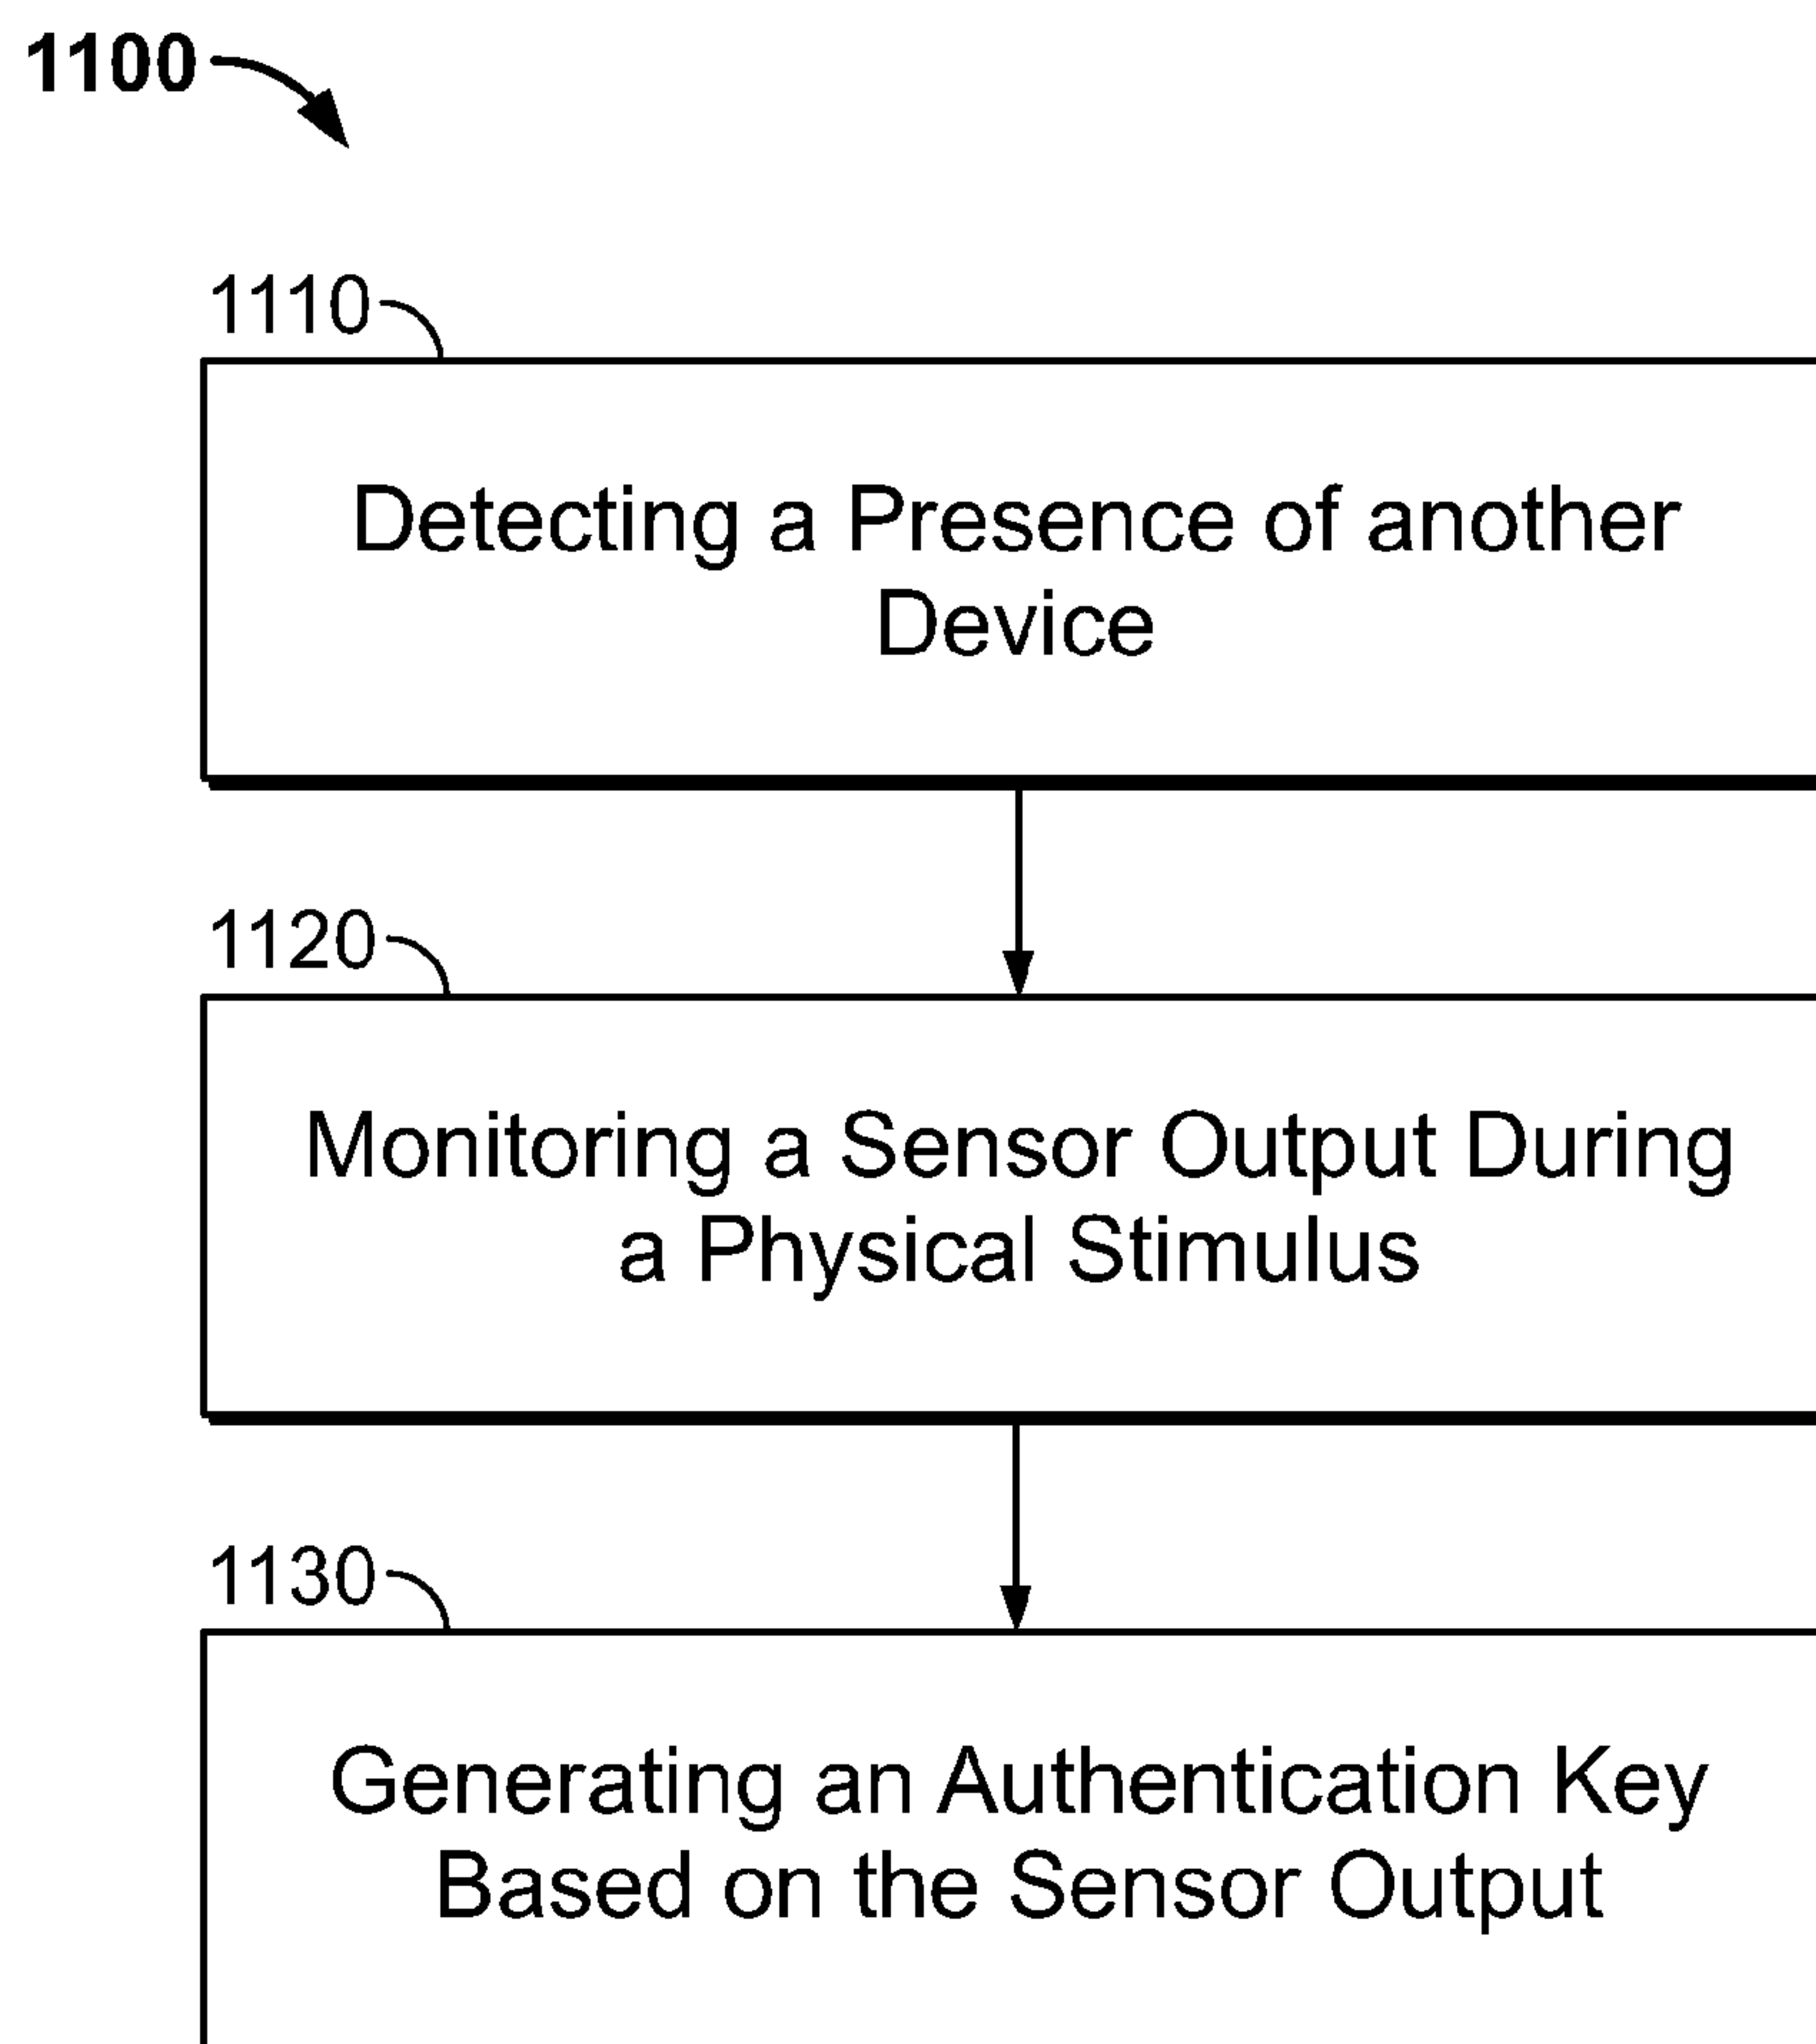 1100
1110
Detecting a Presence of another
Device
1120
Monitoring a Sensor Output During
a Physical Stimulus
1130
Generating an Authentication Key
Based on the Sensor Output